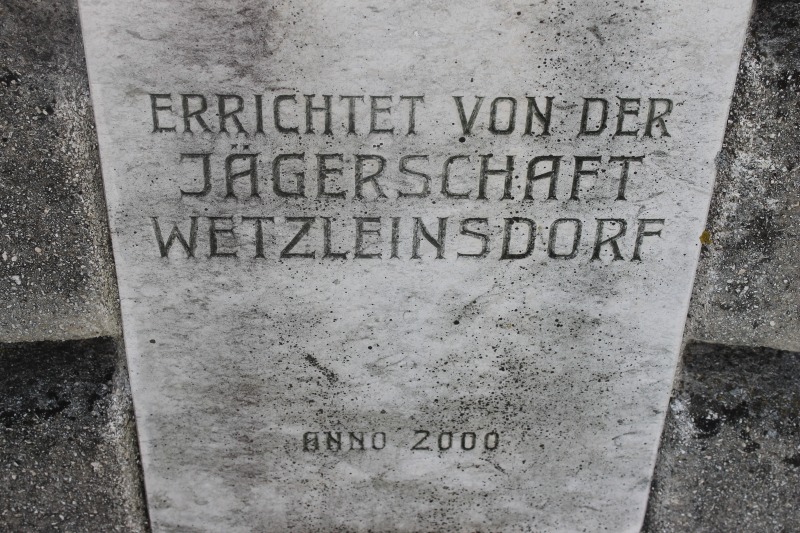 ERRICHTET VON DER
JÄGERSCHAFT
WETZLEINSDORF
ANNO 2000